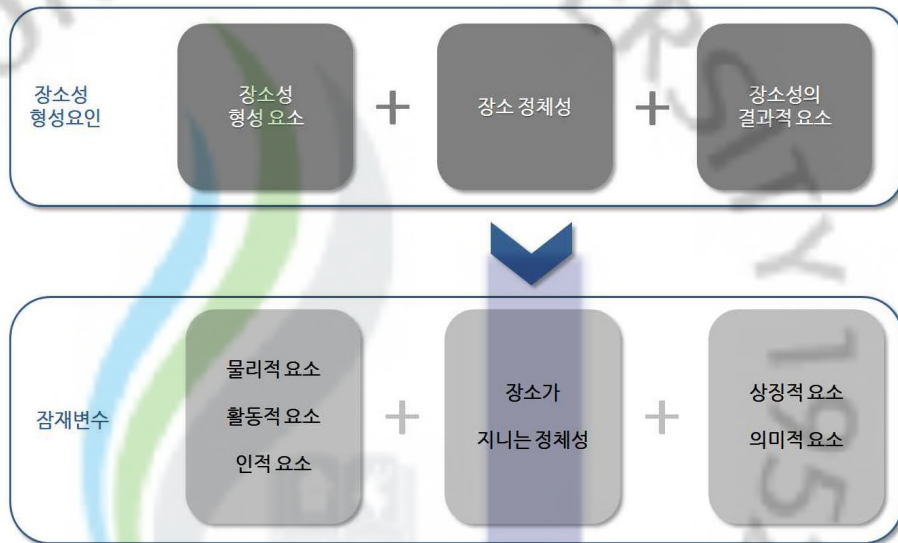 장소성
형성요인
장소성
형성 요소
+
장소 정체성
+
장소성의
결과적 요소
잠재변수
물리적 요소
활동적 요소
인적 요소
+
장소가
지니는 정체성
+
상징적 요소
의미적 요소
ERSITY 195